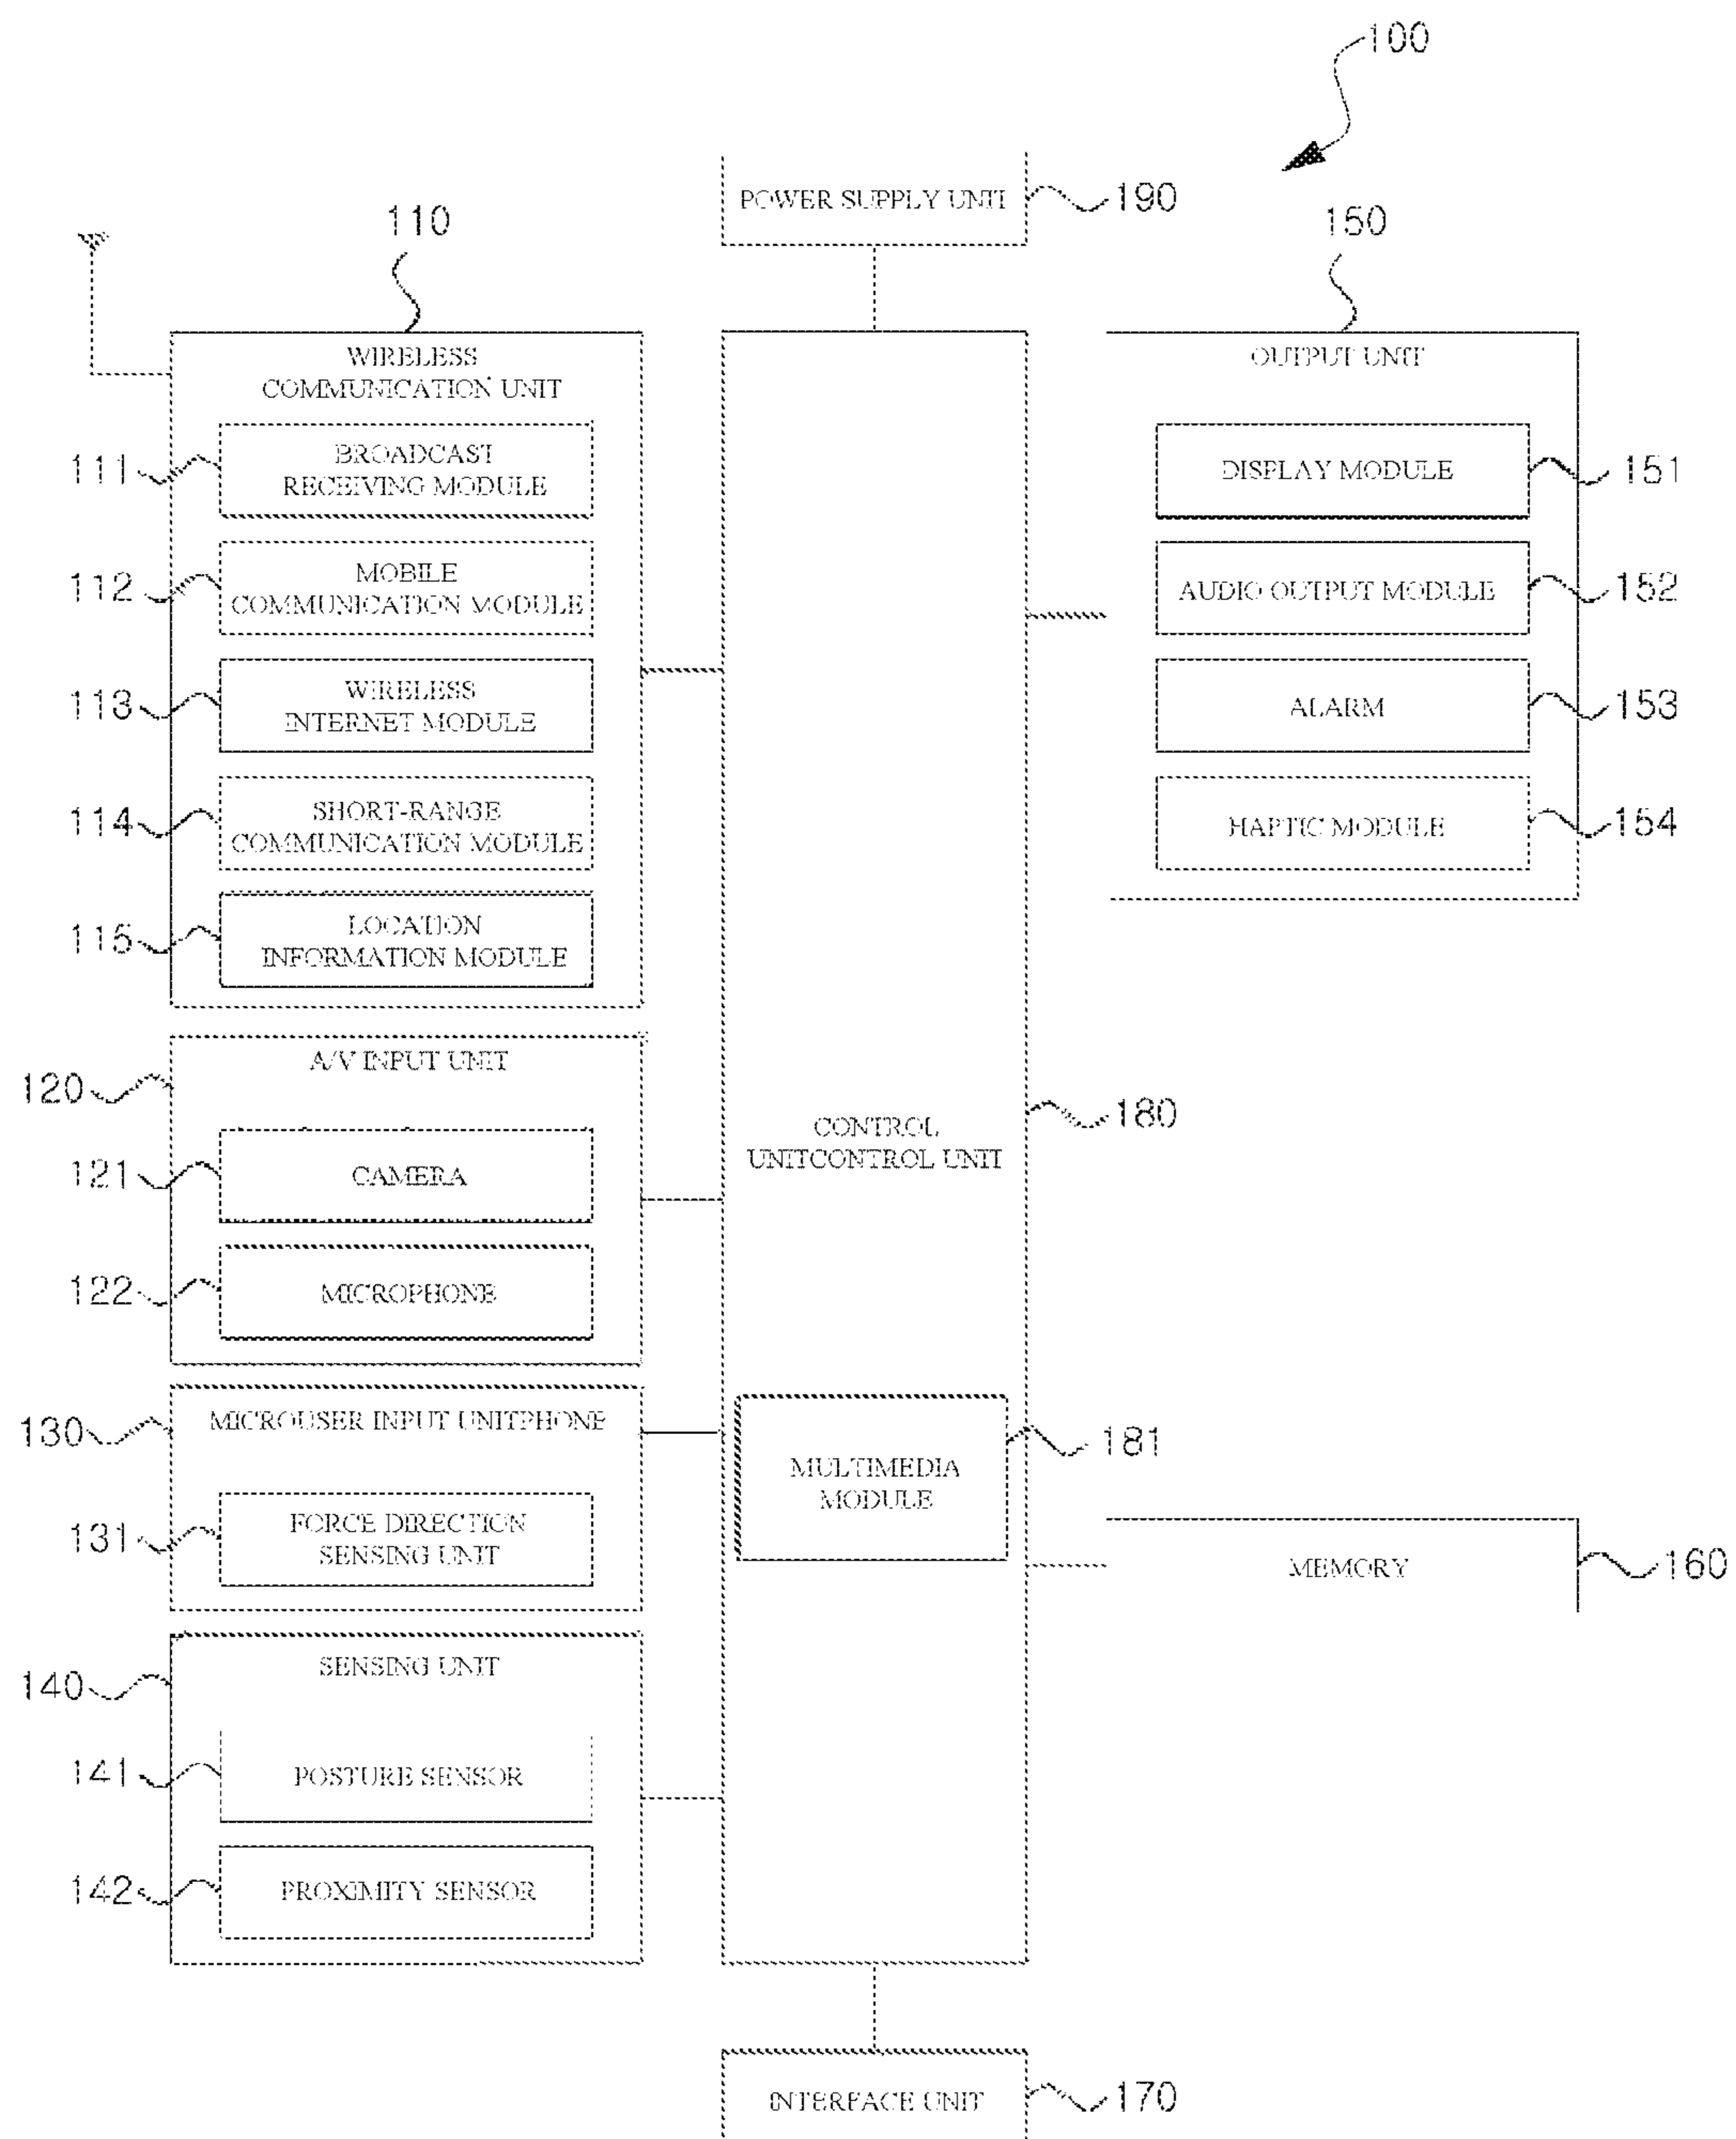 100
POWER SUPPLY UNIT
190
110
150
WIRELESS
COMMUNICATION UNIT
OUTPUT UNIT
111
BROADCAST
RECEIVING MODULE
DISPLAY MODULE
151
112
MOBILE
COMMUNICATION MODULE
AUDIO OUTPUT MODULE
152
113
WIRELESS
INTERNET MODULE
ALARM
153
114
SHORT-RANGE
COMMUNICATION MODULE
HAPTIC MODULE
154
115
LOCATION
INFORMATION MODULE
A/V INPUT UNIT
120
CONTROL
UNITCONTROL UNIT
180
121
CAMERA
122
MICROPHONE
130
MICROUSER INPUT UNITPHONE
MULTIMEDIA
MODULE
181
131
FORCE DIRECTION
SENSING UNIT
MEMORY
160
140
SENSING UNIT
141
POSTURE SENSOR
142
PROXIMITY SENSOR
INTERFACE UNIT
170